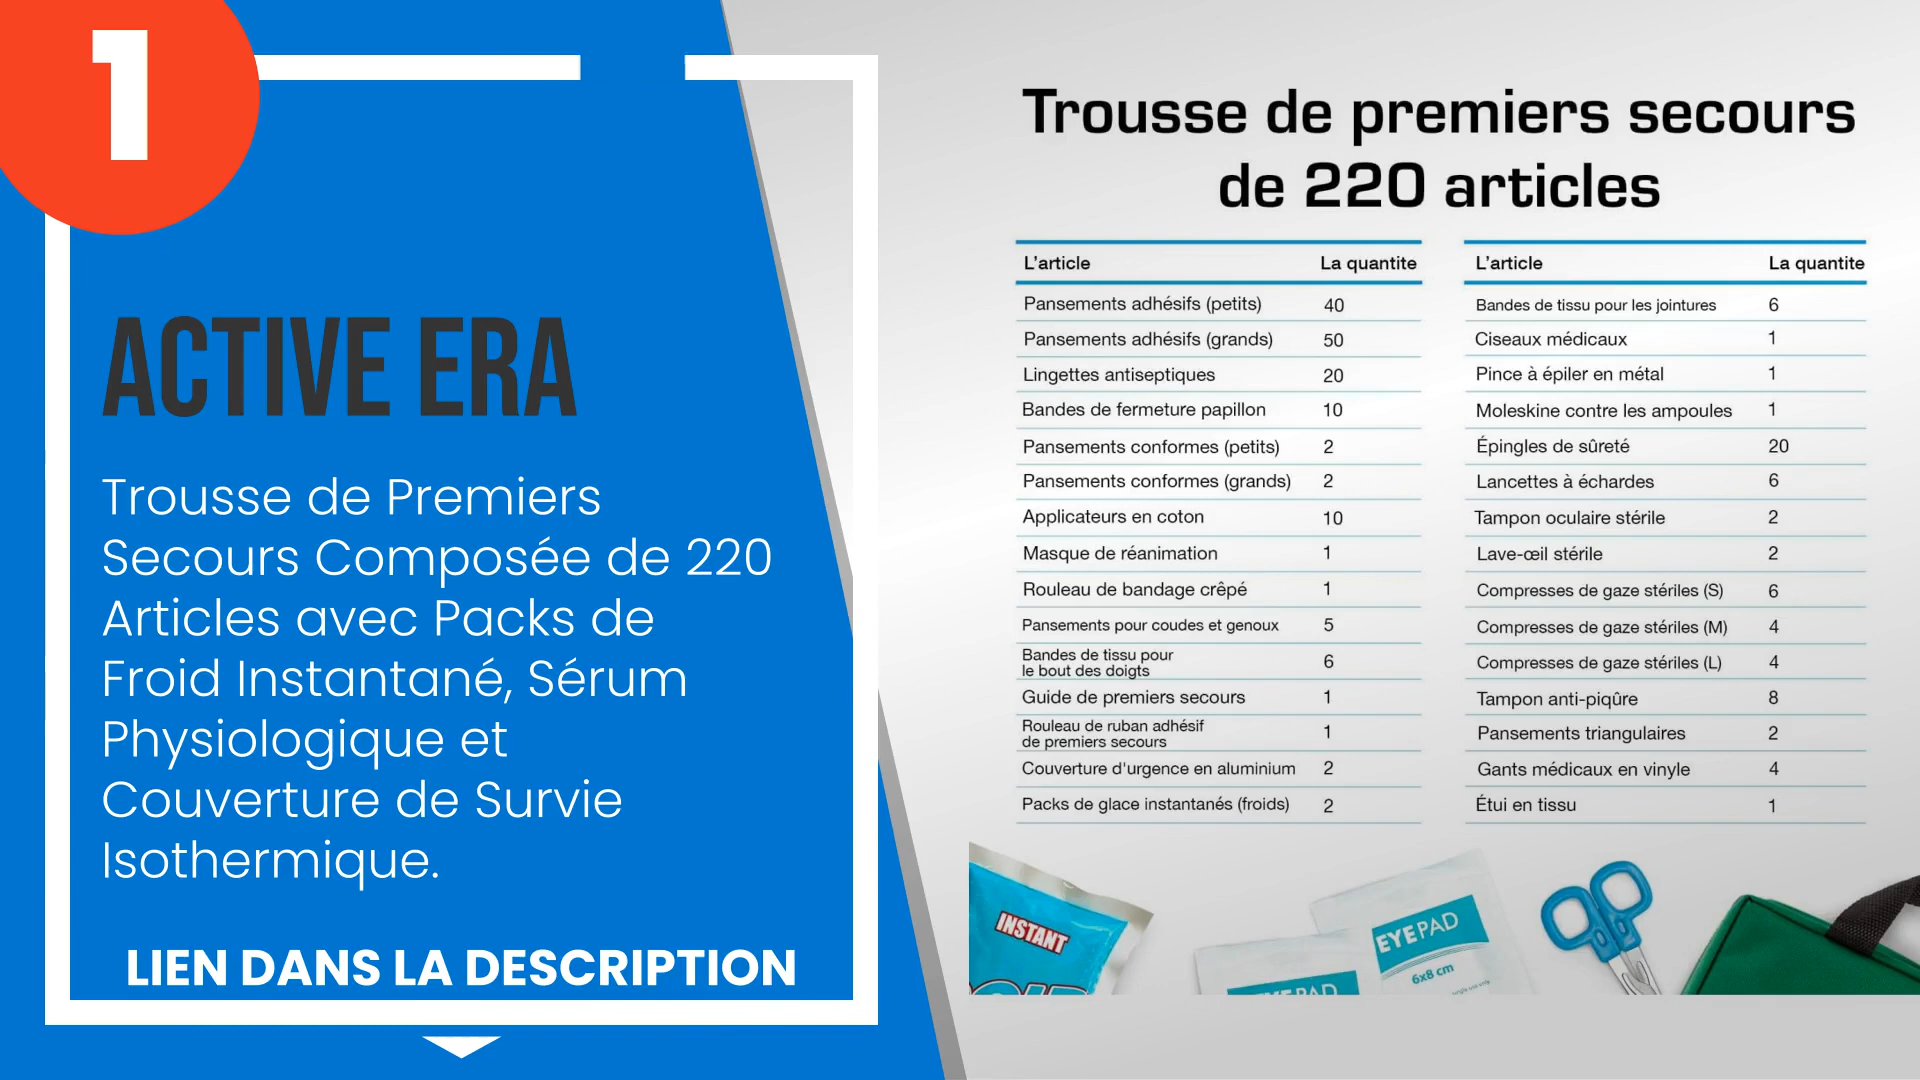 1
ACTIVE ERA
Trousse de Premiers
Secours Composée de 220
Articles avec Packs de
Froid Instantané, Sérum
Physiologique et
Couverture de Survie
Isothermique.
LIEN DANS LA DESCRIPTION
Trousse de premiers secours
de 220 articles
L'article La quantite
Pansements adhésifs (petits) 40
Pansements adhésifs (grands) 50
Lingettes antiseptiques 20
Bandes de fermeture papillon 10
Pansements conformes (petits) 2
Pansements conformes (grands) 2
Applicateurs en coton 10
Masque de réanimation 1
Rouleau de bandage crêpé 1
Pansements pour coudes et genoux 5
Bandes de tissu pour
le bout des doigts 6
Guide de premiers secours 1
Rouleau de ruban adhésif
de premiers secours 1
Couverture d'urgence en aluminium 2
Packs de glace instantanés (froids) 2
L'article La quantite
Bandes de tissu pour les jointures 6
Ciseaux médicaux 1
Pince à épiler en métal 1
Moleskine contre les ampoules 1
Épingles de sûreté 20
Lancettes à échardes 6
Tampon oculaire stérile 2
Lave-œil stérile 2
Compresses de gaze stériles (S) 6
Compresses de gaze stériles (M) 4
Compresses de gaze stériles (L) 4
Tampon anti-piqûre 8
Pansements triangulaires 2
Gants médicaux en vinyle 4
Étui en tissu 1
INSTANT
EYEPAD
6x8 cm